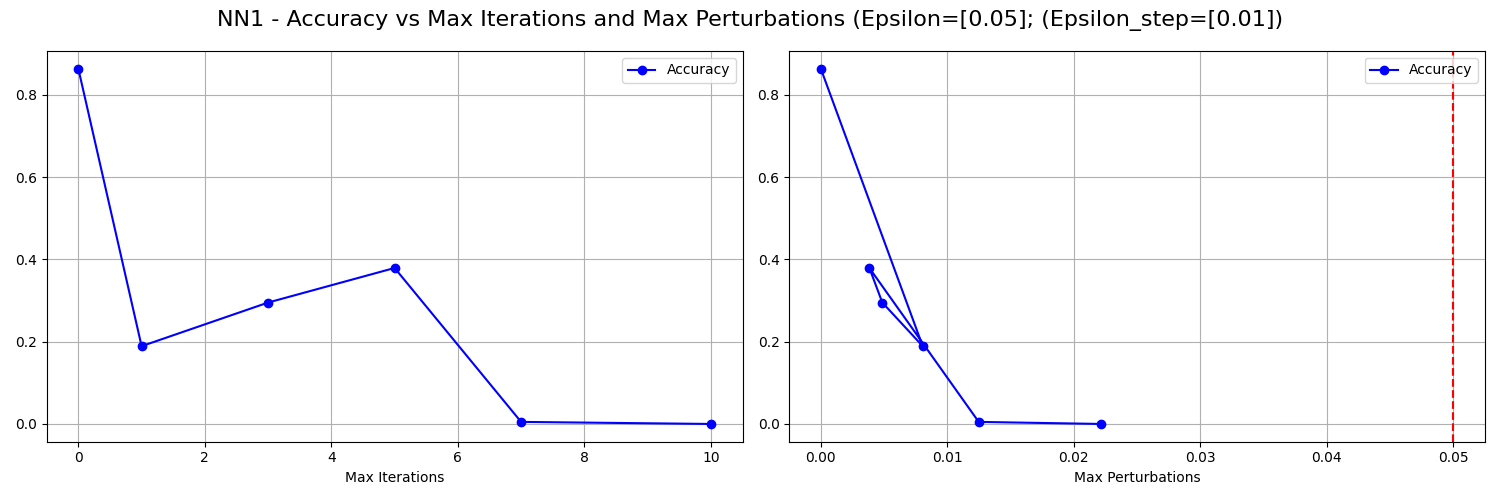 NN1 - Accuracy vs Max Iterations and Max Perturbations (Epsilon=[0.05]; (Epsilon_step=[0.01])
Accuracy
0.8
0.6
0.4
0.2
0.0
0 2 4 6 8 10
Max Iterations
Accuracy
0.8
0.6
0.4
0.2
0.0
0.00 0.01 0.02 0.03 0.04 0.05
Max Perturbations